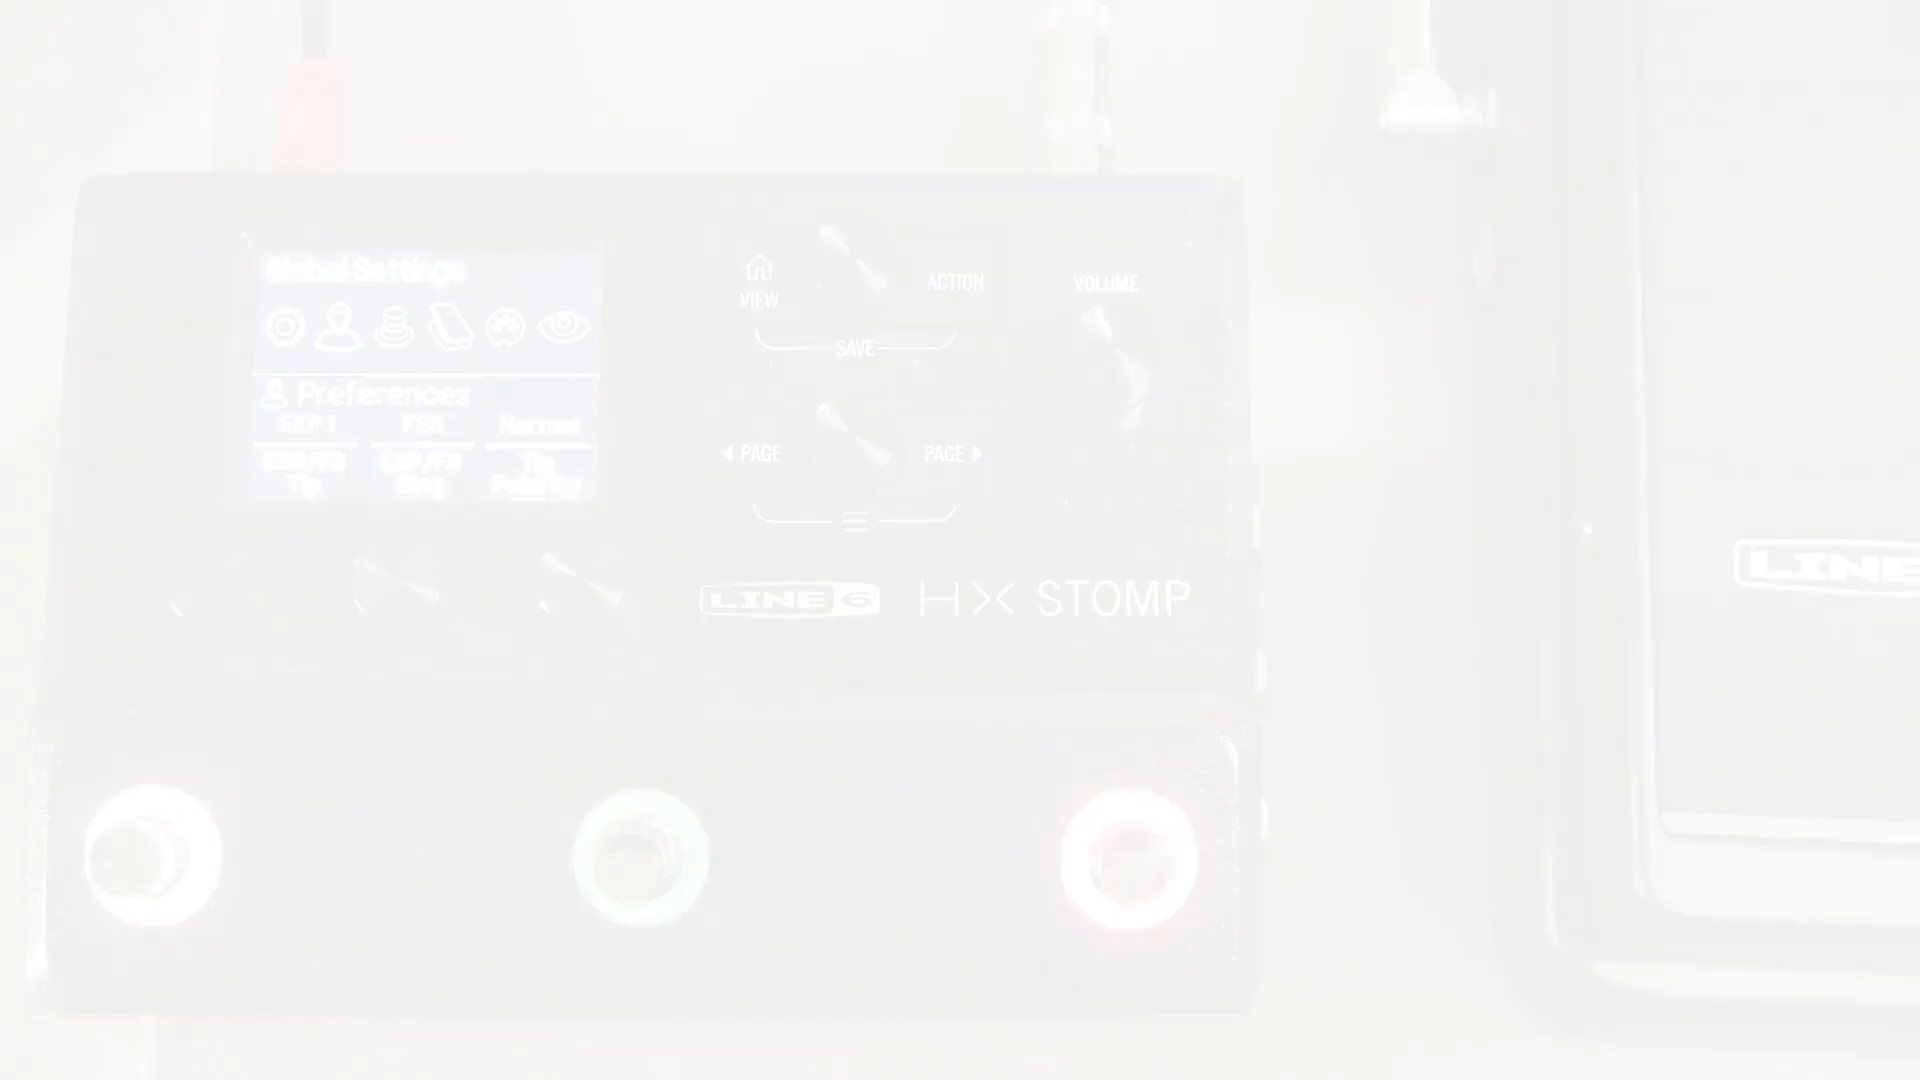 Global Settings
Preferences
EXP 1 FS5 Normal
EXP/FS EXP/FS Tip
Tip Ring Polarity
VIEW
ACTION
SAVE
VOLUME
PAGE
PAGE
LINE 6 HX STOMP
LINE